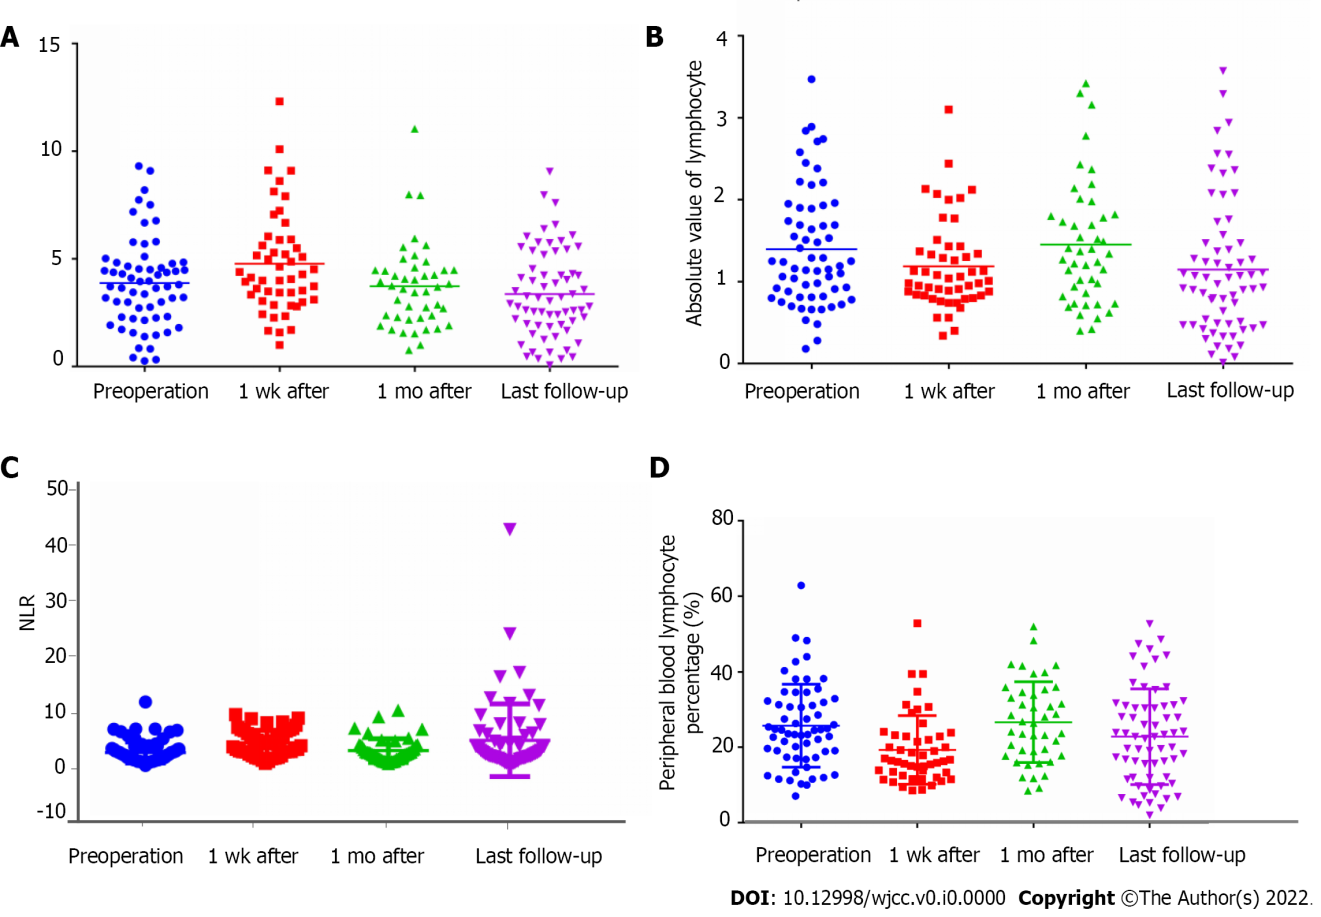 A
15
10
5
0
Preoperation 1 wk after 1 mo after Last follow-up
B
Absolute value of lymphocyte
4
3
2
1
0
Preoperation 1 wk after 1 mo after Last follow-up
C
NLR
50
40
30
20
10
0
-10
Preoperation 1 wk after 1 mo after Last follow-up
D
Peripheral blood lymphocyte
percentage (%)
80
60
40
20
0
Preoperation 1 wk after 1 mo after Last follow-up
DOI: 10.12998/wjcc.v0.i0.0000 Copyright ©The Author(s) 2022.